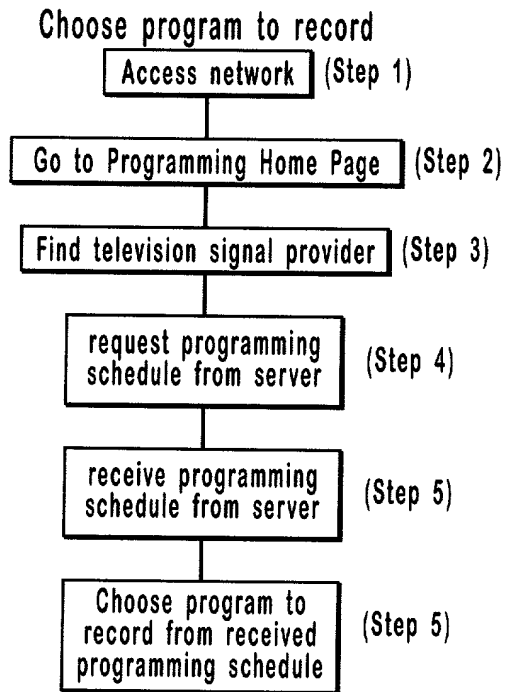 Choose program to record
Access network (Step 1)
Go to Programming Home Page (Step 2)
Find television signal provider (Step 3)
request programming
schedule from server
(Step 4)
receive programming
schedule from server
(Step 5)
Choose program to
record from received
programming schedule
(Step 5)